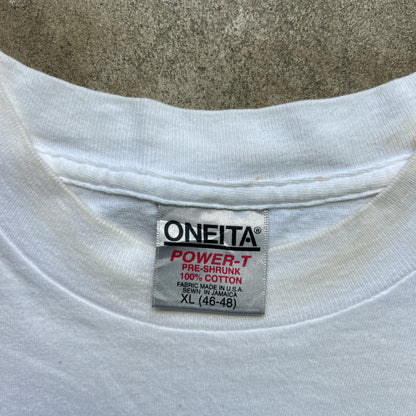 ONEITA®
POWER-T
PRE-SHRUNK
100% COTTON
FABRIC MADE IN U.S.A.
SEWN IN JAMAICA
XL (46-48)